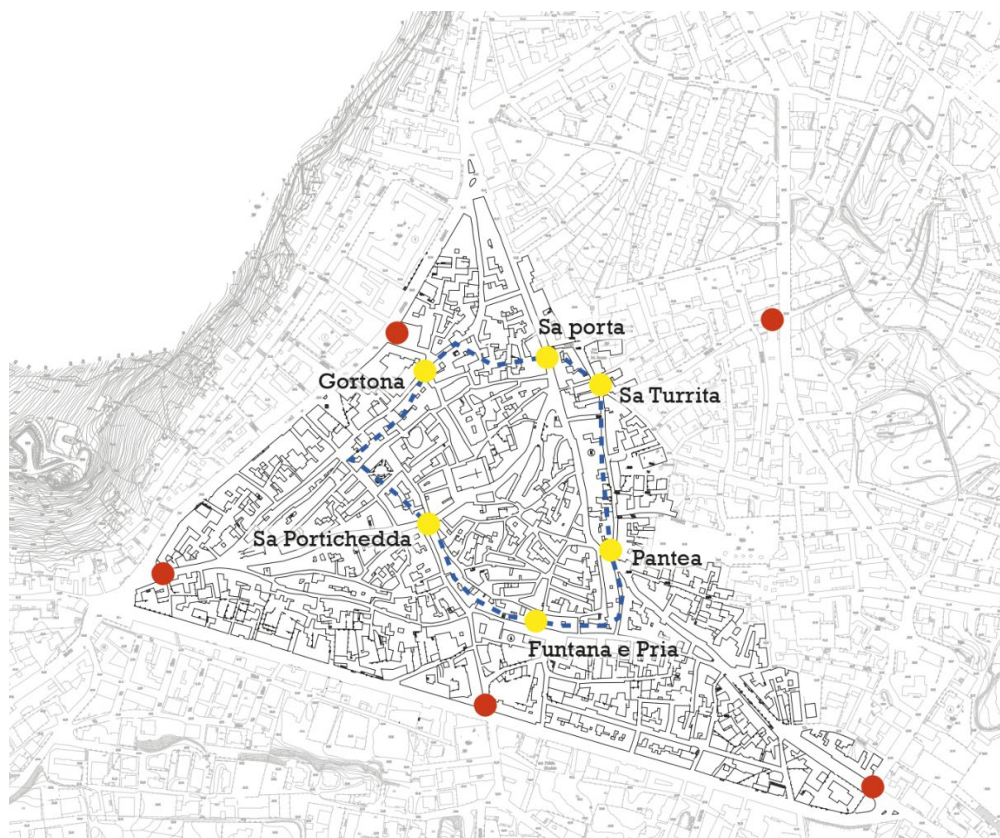 Sa porta
Gortona
Sa Turrita
Sa Portichedda
Pantea
Funtana e Pria